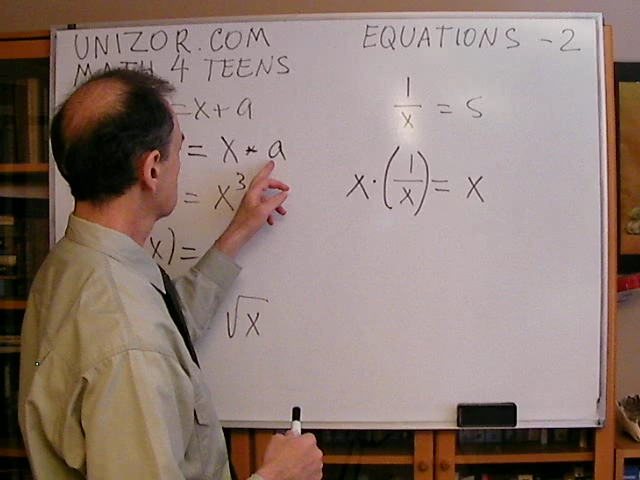 UNIZOR.COM
MATH 4 TEENS
=x+a
= x * a
= x³
x) =
√x
EQUATIONS - 2
1/x = 5
x·(1/x) = x